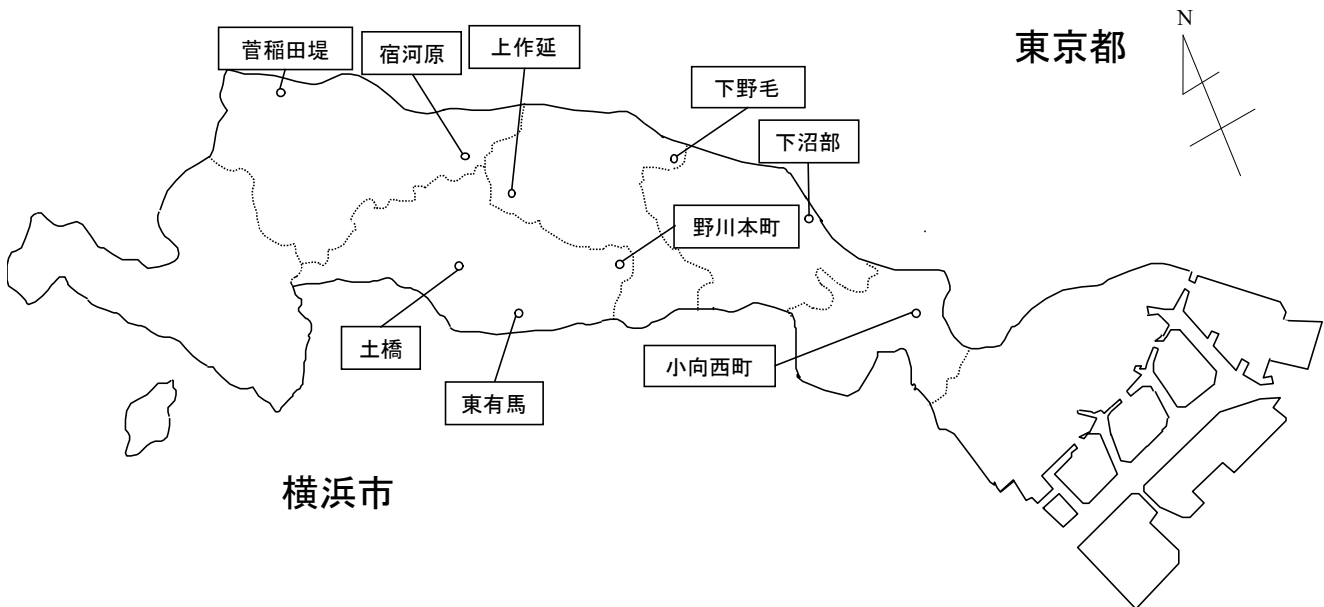 菅稲田堤
宿河原
上作延
下野毛
下沼部
東京都
N
野川本町
土橋
東有馬
小向西町
横浜市